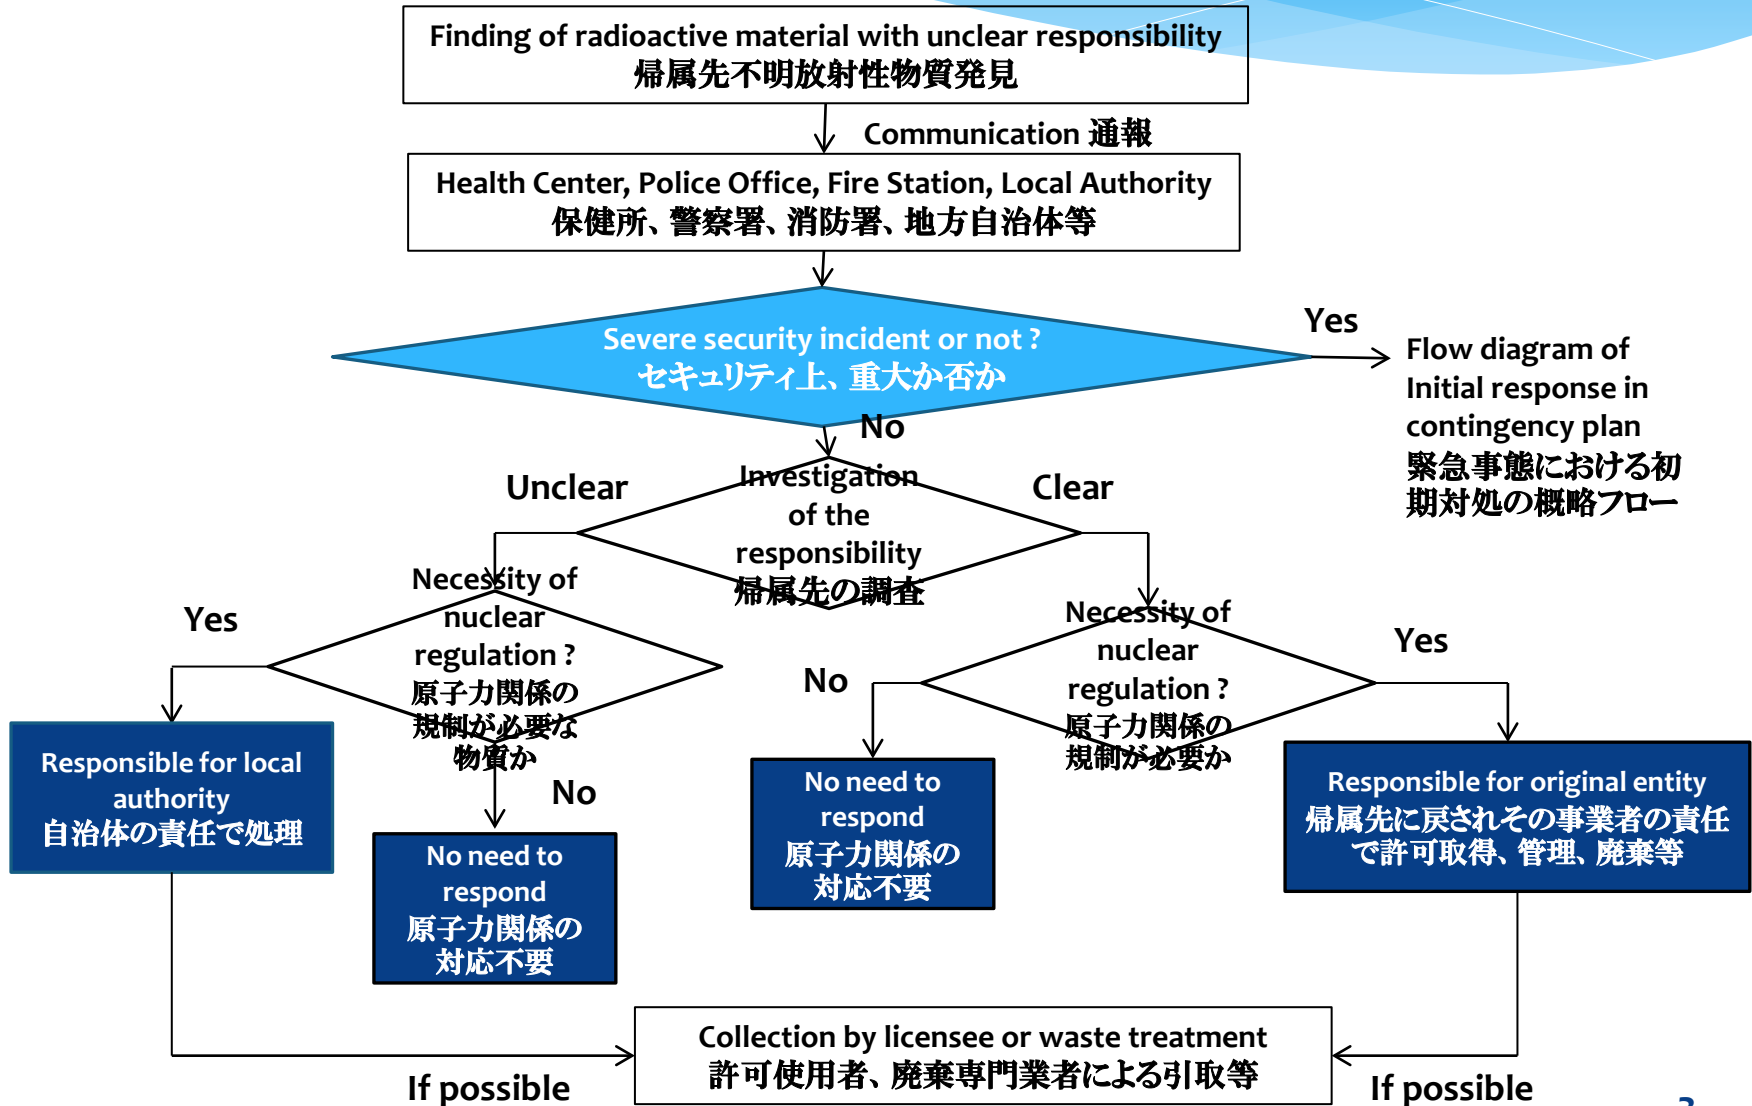 Finding of radioactive material with unclear responsibility
帰属先不明放射性物質発見
Communication 通報
Health Center, Police Office, Fire Station, Local Authority
保健所、警察署、消防署、地方自治体等
Severe security incident or not ?
セキュリティ上、重大か否か
Yes
Flow diagram of
Initial response in
contingency plan
緊急事態における初
期対処の概略フロー
No
Unclear
Investigation
of the
responsibility
帰属先の調査
Clear
Yes
Necessity of
nuclear
regulation ?
原子力関係の
規制が必要な
物質か
No
Necessity of
nuclear
regulation ?
原子力関係の
規制が必要か
Yes
Responsible for local
authority
自治体の責任で処理
No
No need to
respond
原子力関係の
対応不要
No need to
respond
原子力関係の
対応不要
Responsible for original entity
帰属先に戻されその事業者の責任
で許可取得、管理、廃棄等
Collection by licensee or waste treatment
許可使用者、廃棄専門業者による引取等
If possible
If possible